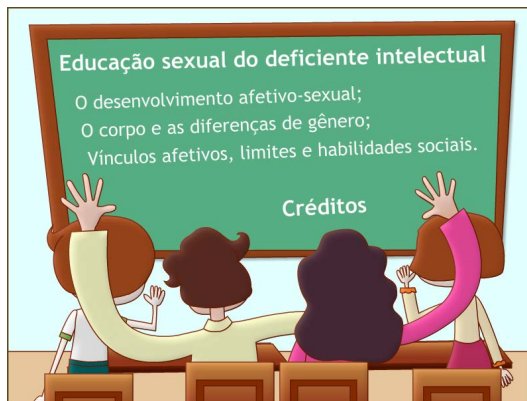 Educação sexual do deficiente intelectual
O desenvolvimento afetivo-sexual;
O corpo e as diferenças de gênero;
Vínculos afetivos, limites e habilidades sociais.
Créditos